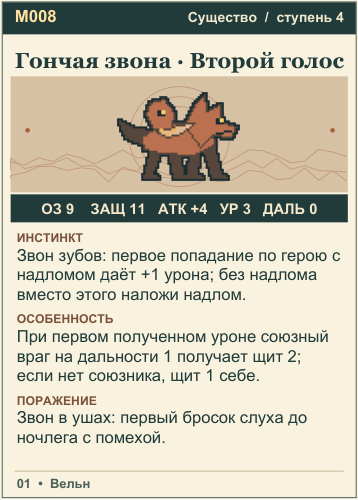 M008
Существо / ступень 4
Гончая звона · Второй голос
ОЗ 9 ЗАЩ 11 АТК +4 УР 3 ДАЛЬ 0
ИНСТИНКТ
Звон зубов: первое попадание по герою с
надломом даёт +1 урона; без надлома
вместо этого наложи надлом.
ОСОБЕННОСТЬ
При первом полученном уроне союзный
враг на дальности 1 получает щит 2;
если нет союзника, щит 1 себе.
ПОРАЖЕНИЕ
Звон в ушах: первый бросок слуха до
ночлега с помехой.
01 • Вельн